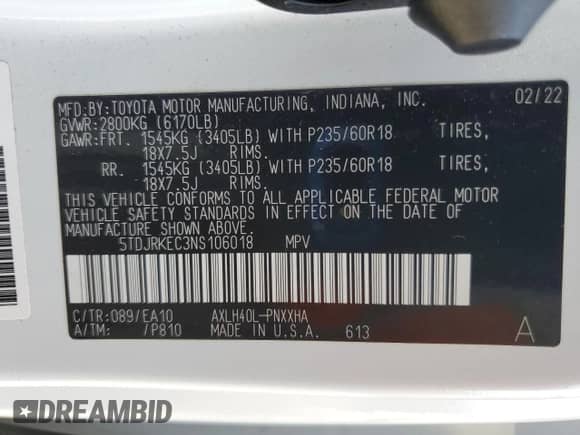 MFD.BY:TOYOTA MOTOR MANUFACTURING, INDIANA, INC. 02/22
GVWR:2800KG (6170LB)
GAWR:FRT. 1545KG (3405LB) WITH P235/60R18 TIRES,
18X7.5J RIMS.
RR. 1545KG (3405LB) WITH P235/60R18 TIRES,
18X7.5J RIMS.
THIS VEHICLE CONFORMS TO ALL APPLICABLE FEDERAL MOTOR
VEHICLE SAFETY STANDARDS IN EFFECT ON THE DATE OF
MANUFACTURE SHOWN ABOVE.
5TDJRKEC3NS106018 MPV
C/TR:089/EA10 AXLH40L-PNXXHA
A/TM: /P810 MADE IN U.S.A. 613 A
DREAMBID